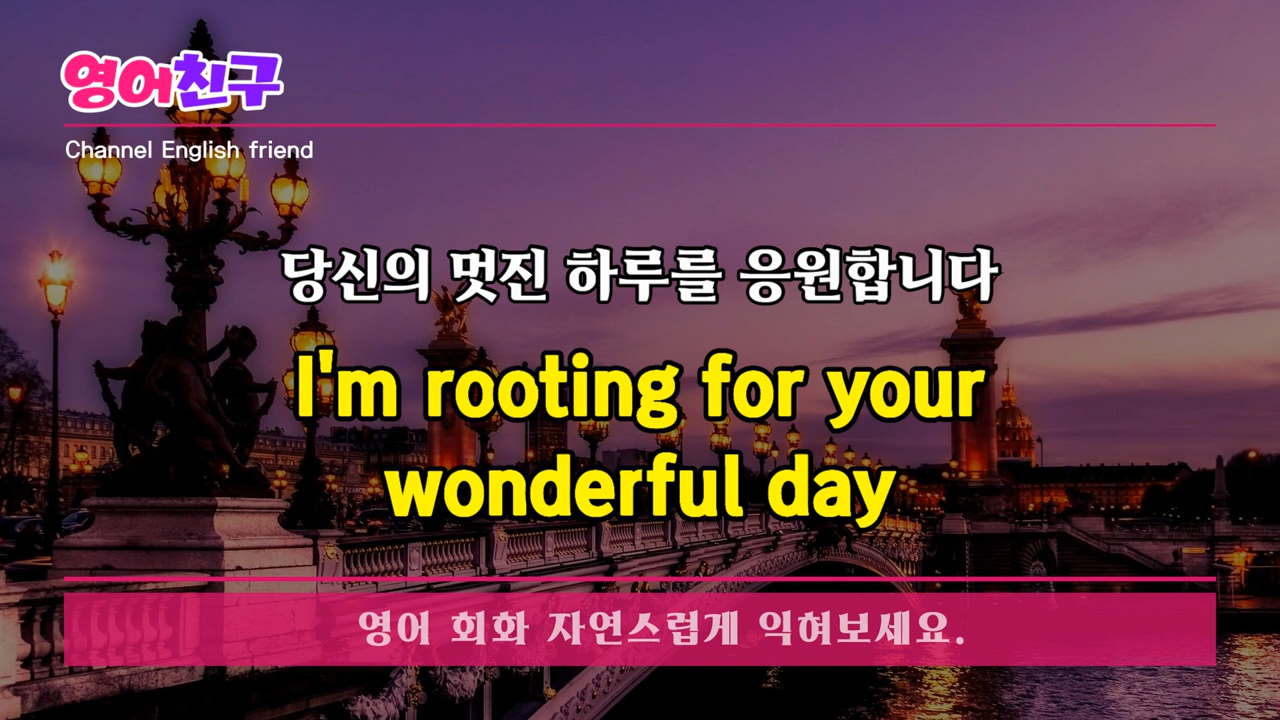 영어친구
Channel English friend
당신의 멋진 하루를 응원합니다
I'm rooting for your
wonderful day
영어 회화 자연스럽게 익혀보세요.